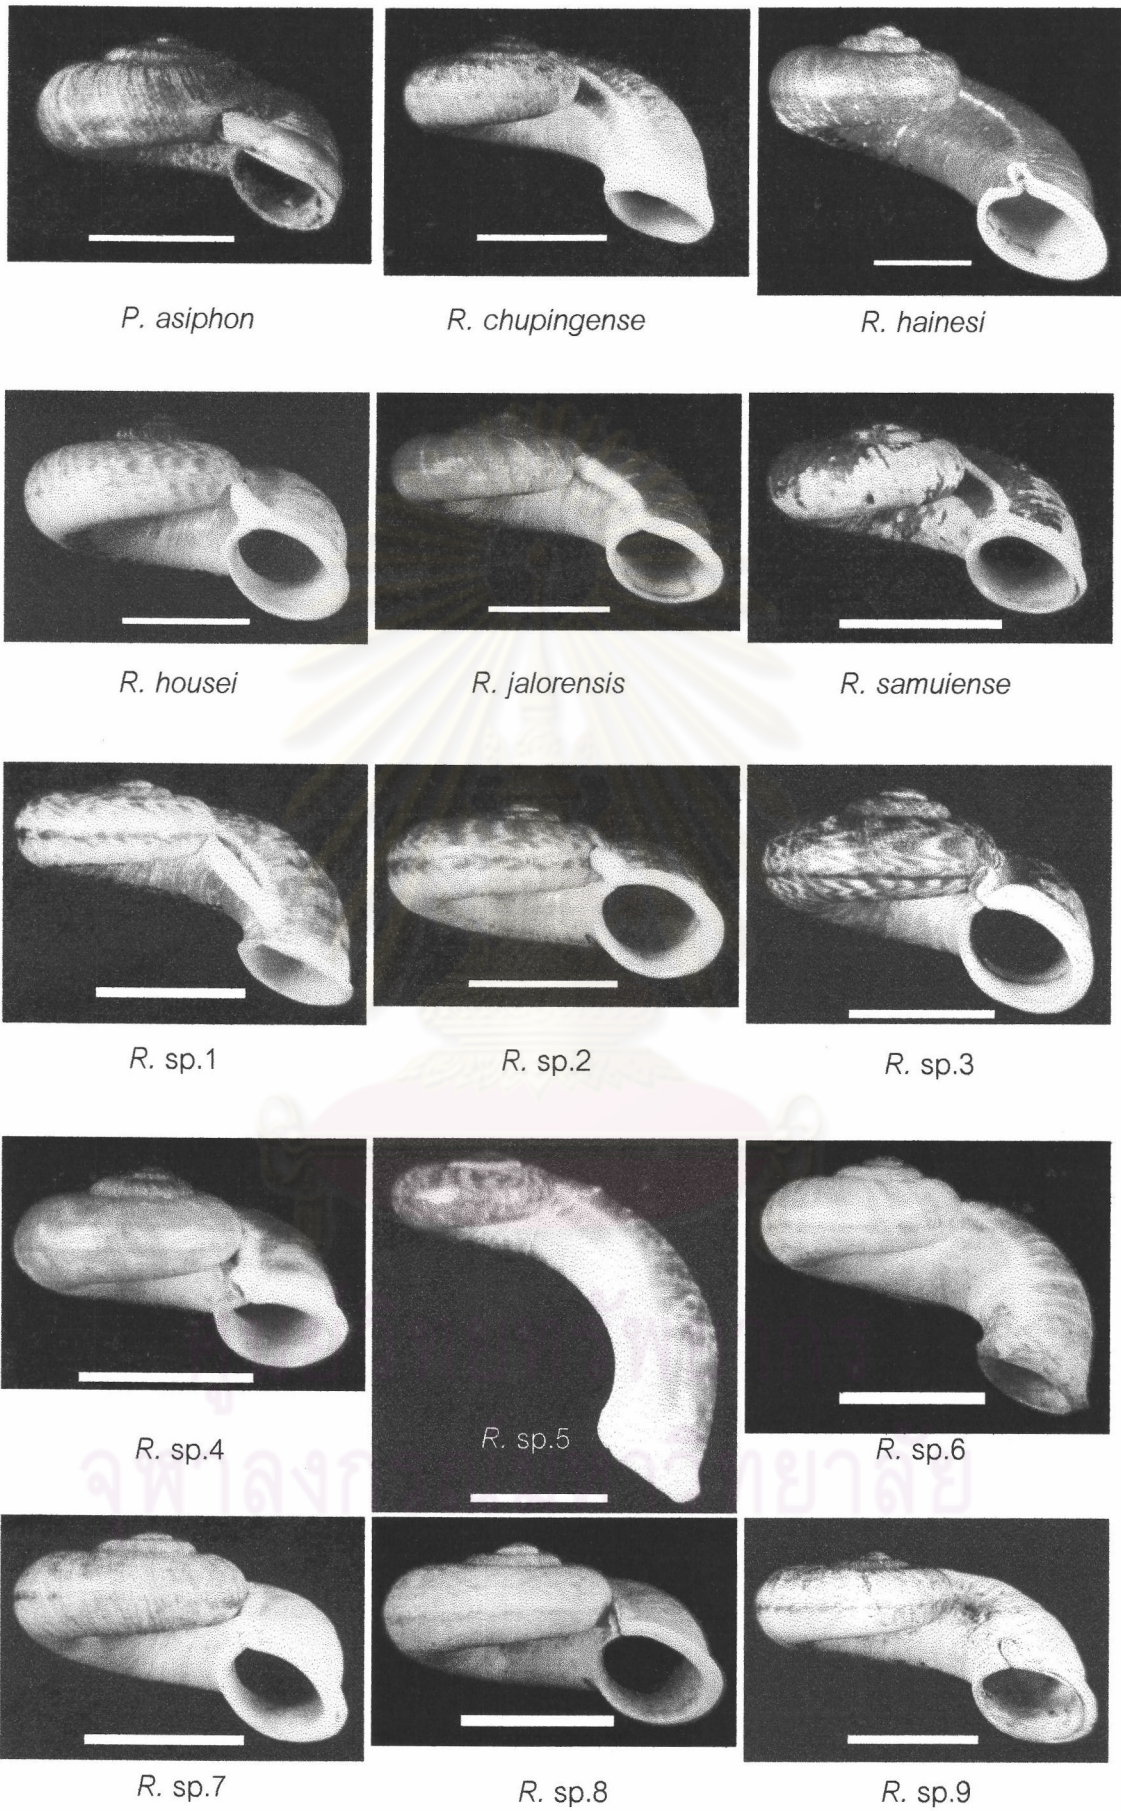 P. asiphon
R. chupingense
R. hainesi
R. housei
R. jalorensis
R. samuiense
R. sp.1
R. sp.2
R. sp.3
R. sp.4
R. sp.5
R. sp.6
R. sp.7
R. sp.8
R. sp.9